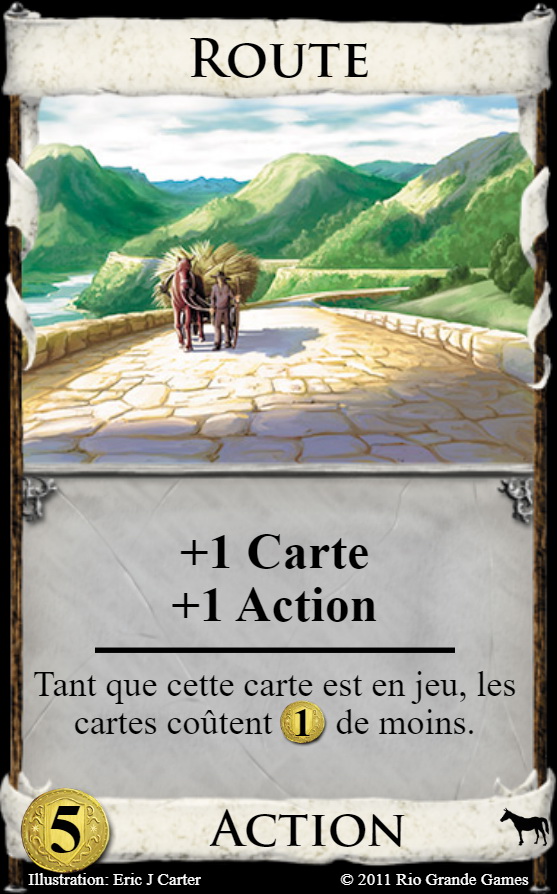 ROUTE
+1 Carte
+1 Action
Tant que cette carte est en jeu, les
cartes coûtent 1 de moins.
5 ACTION
Illustration: Eric J Carter © 2011 Rio Grande Games